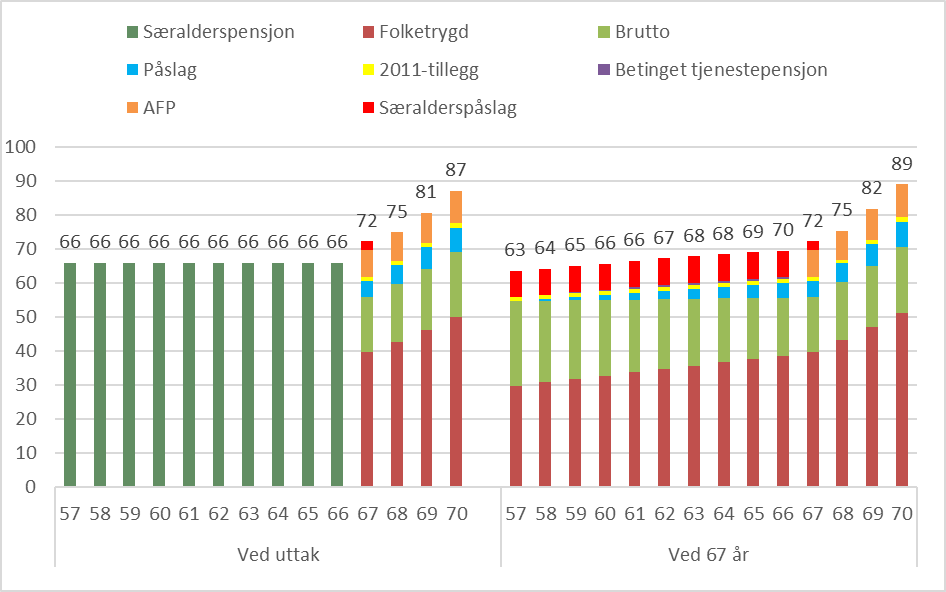 Særalderspensjon Folketrygd Brutto
Påslag 2011-tillegg Betinget tjenestepensjon
AFP Særalderspåslag
100
90
80
70
60
50
40
30
20
10
0
66 66 66 66 66 66 66 66 66 66 72 75 81 87
63 64 65 66 66 67 68 68 69 70 72 75 82 89
57 58 59 60 61 62 63 64 65 66 67 68 69 70 57 58 59 60 61 62 63 64 65 66 67 68 69 70
Ved uttak Ved 67 år